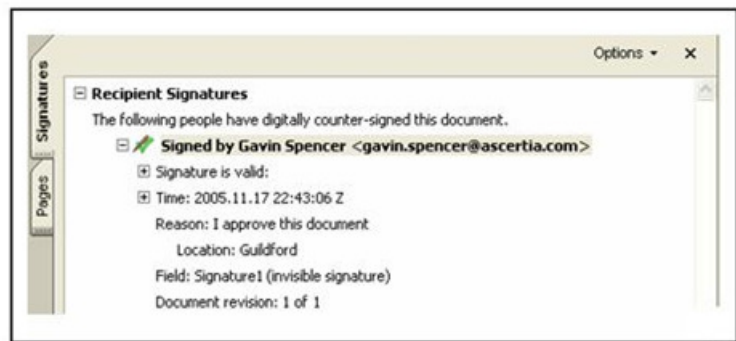 Options
Signatures
Pages
Recipient Signatures
The following people have digitally counter-signed this document.
Signed by Gavin Spencer <gavin.spencer@ascertia.com>
Signature is valid:
Time: 2005.11.17 22:43:06 Z
Reason: I approve this document
Location: Guildford
Field: Signature1 (invisible signature)
Document revision: 1 of 1